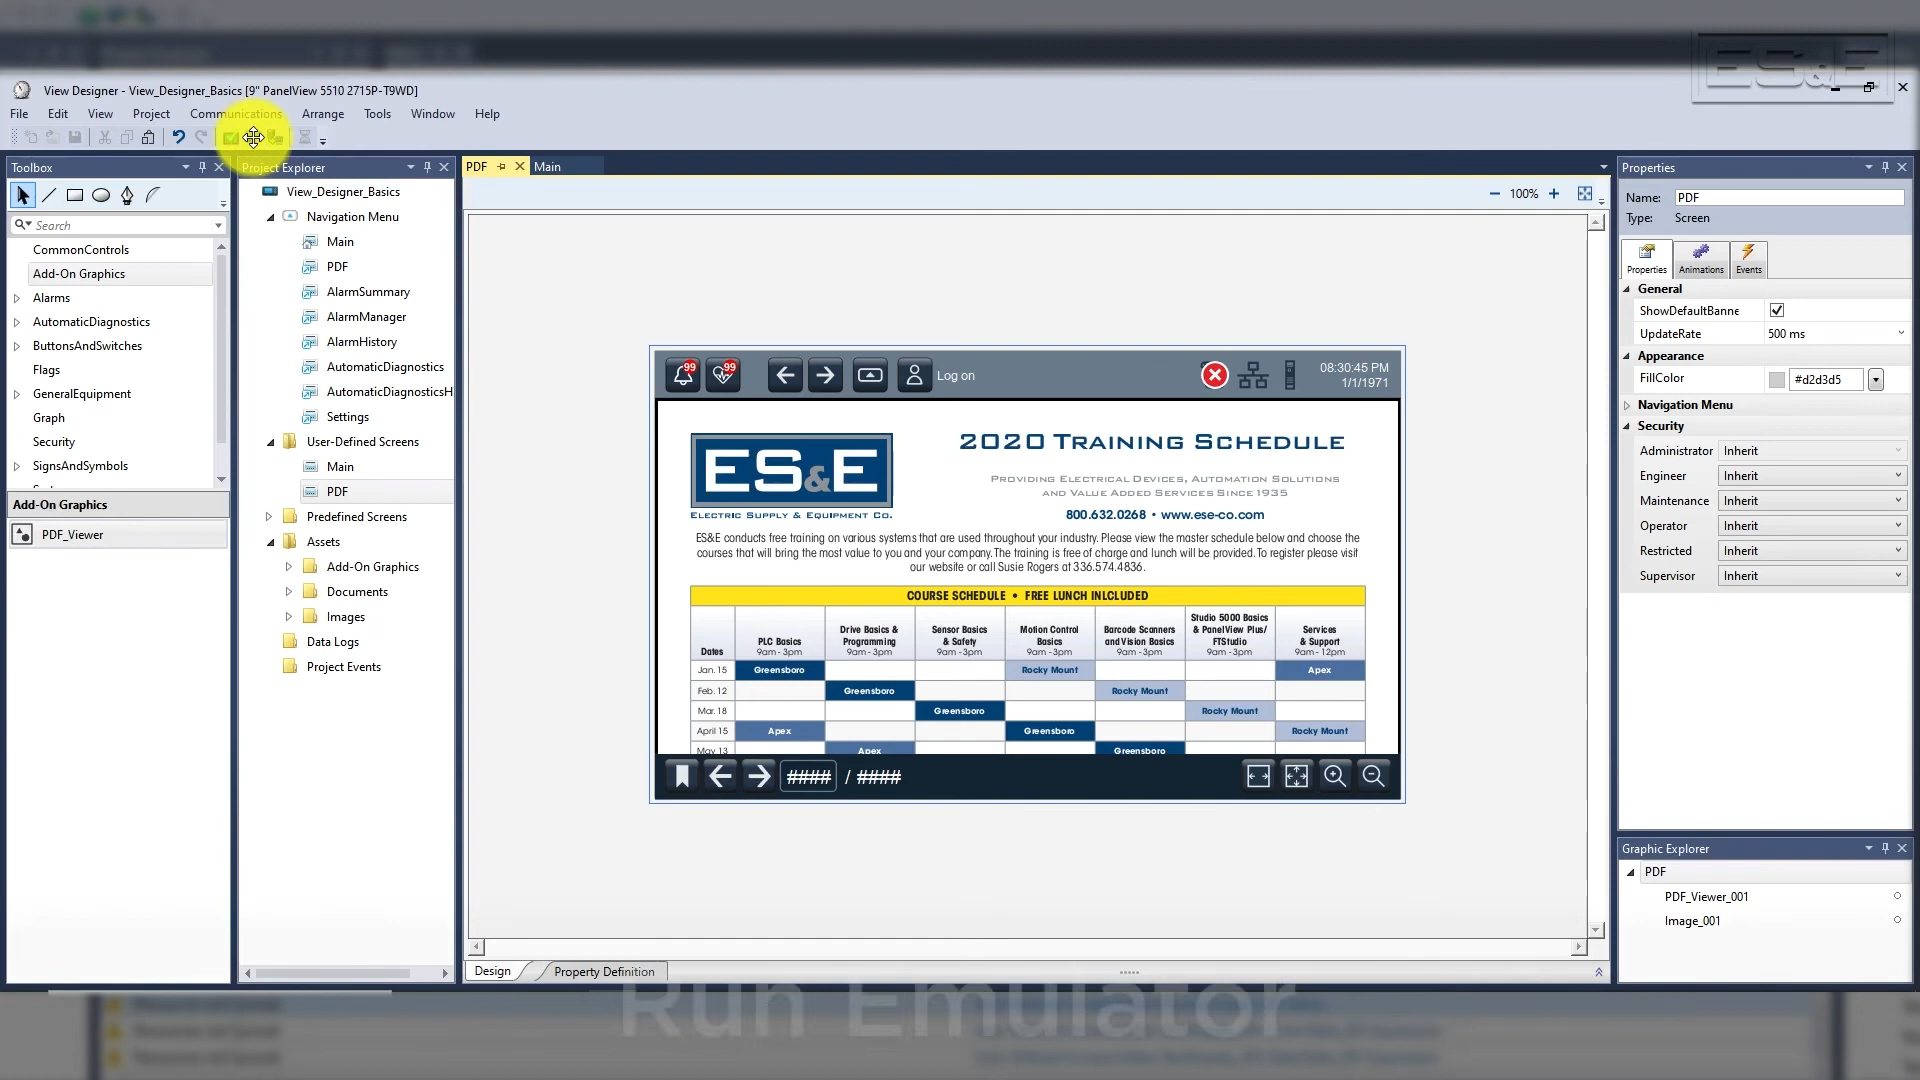 ES&E
View Designer - View_Designer_Basics [9" PanelView 5510 2715P-T9WD]
File Edit View Project Communications Arrange Tools Window Help
Toolbox
Search
CommonControls
Add-On Graphics
Alarms
AutomaticDiagnostics
ButtonsAndSwitches
Flags
GeneralEquipment
Graph
Security
SignsAndSymbols
Add-On Graphics
PDF_Viewer
Project Explorer
View_Designer_Basics
Navigation Menu
Main
PDF
AlarmSummary
AlarmManager
AlarmHistory
AutomaticDiagnostics
AutomaticDiagnosticsH
Settings
User-Defined Screens
Main
PDF
Predefined Screens
Assets
Add-On Graphics
Documents
Images
Data Logs
Project Events
PDF Main
100%
99 99 Log on 08:30:45 PM
1/1/1971
ES&E
Electric Supply & Equipment Co.
2020 Training Schedule
Providing Electrical Devices, Automation Solutions
and Value Added Services Since 1935
800.632.0268 • www.ese-co.com
ES&E conducts free training on various systems that are used throughout your industry. Please view the master schedule below and choose the
courses that will bring the most value to you and your company. The training is free of charge and lunch will be provided. To register please visit
our website or call Susie Rogers at 336.574.4836.
COURSE SCHEDULE • FREE LUNCH INLCLUDED
Dates
PLC Basics
9am - 3pm
Drive Basics &
Programming
9am - 3pm
Sensor Basics
& Safety
9am - 3pm
Motion Control
Basics
9am - 3pm
Barcode Scanners
and Vision Basics
9am - 3pm
Studio 5000 Basics
& PanelView Plus/
FTStudio
9am - 3pm
Services
& Support
9am - 12pm
Jan. 15 Greensboro Rocky Mount Apex
Feb. 12 Greensboro Rocky Mount
Mar. 18 Greensboro Rocky Mount
April 15 Apex Greensboro Rocky Mount
May 13 Apex Greensboro
#### / ####
Design Property Definition
Properties
Name: PDF
Type: Screen
Properties Animations Events
General
ShowDefaultBanne
UpdateRate 500 ms
Appearance
FillColor #d2d3d5
Navigation Menu
Security
Administrator Inherit
Engineer Inherit
Maintenance Inherit
Operator Inherit
Restricted Inherit
Supervisor Inherit
Graphic Explorer
PDF
PDF_Viewer_001
Image_001
Run Emulator